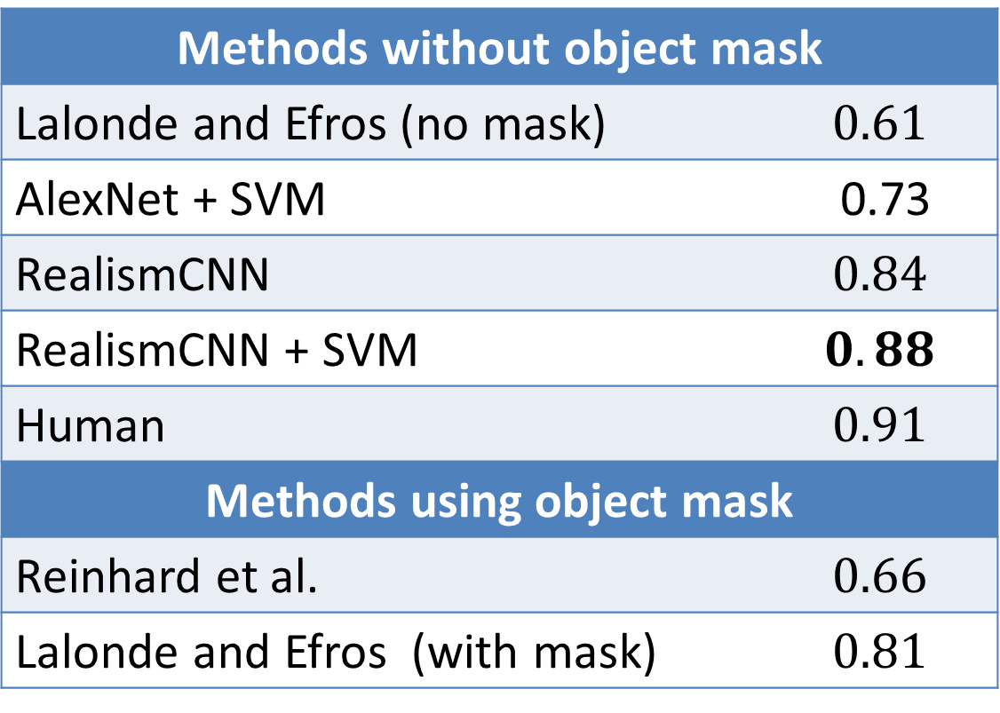 Methods without object mask
Lalonde and Efros (no mask) 0.61
AlexNet + SVM 0.73
RealismCNN 0.84
RealismCNN + SVM 0.88
Human 0.91
Methods using object mask
Reinhard et al. 0.66
Lalonde and Efros (with mask) 0.81